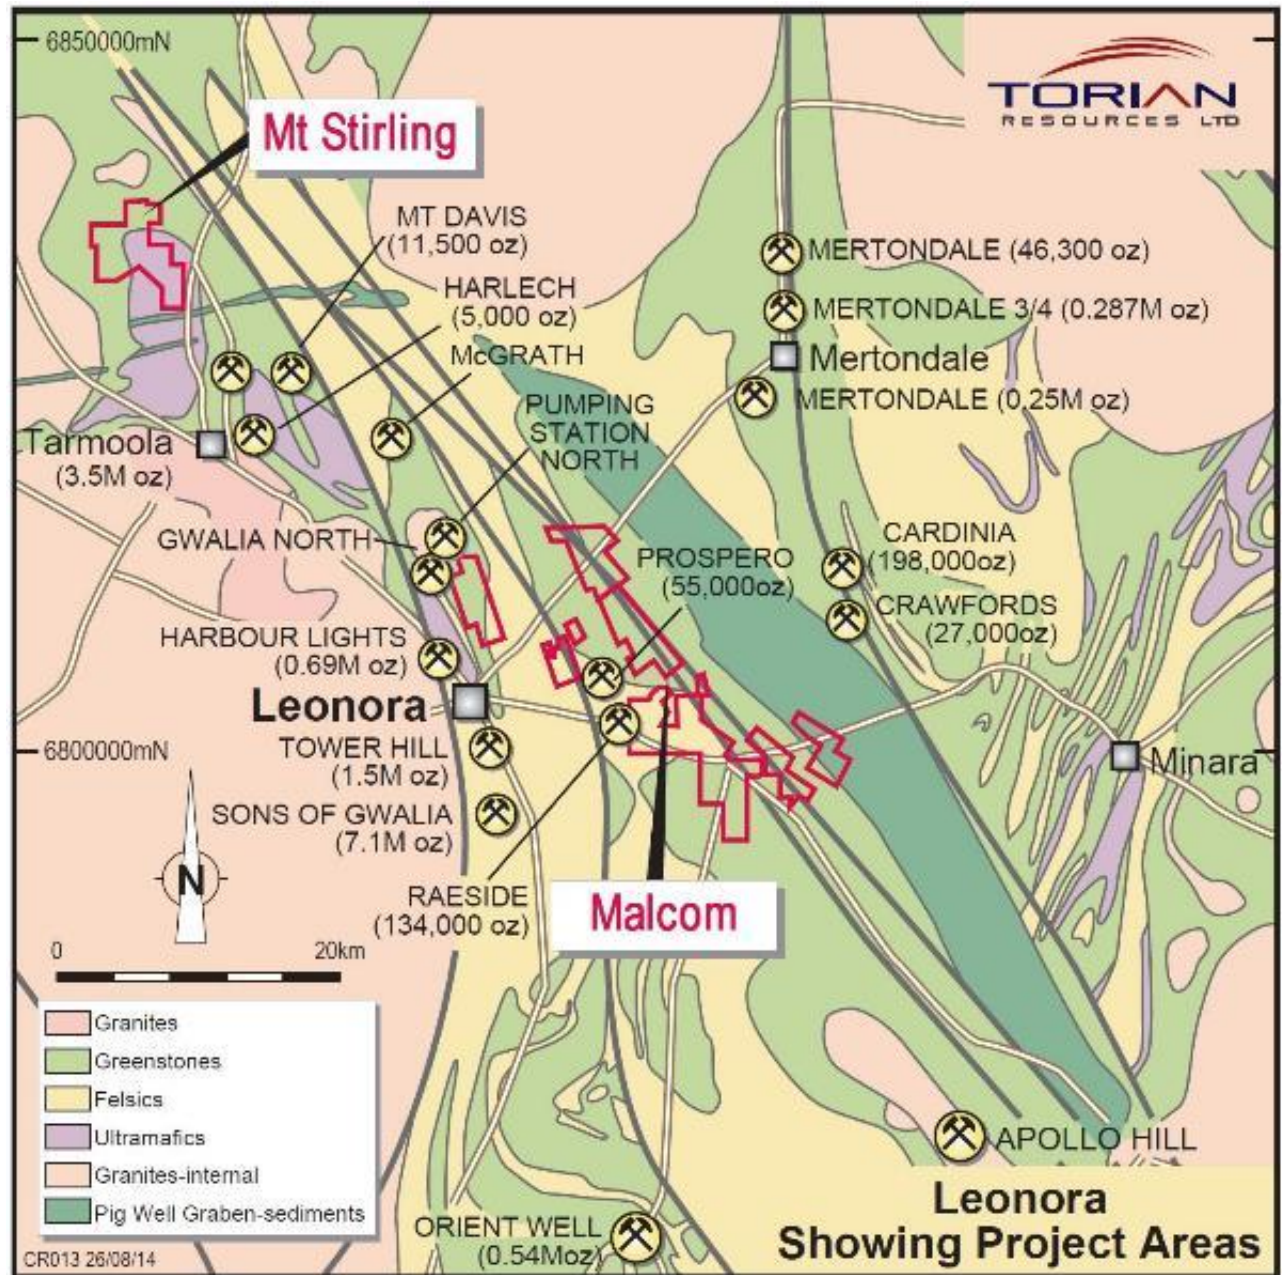 6850000mN
TORIAN
RESOURCES LTD
Mt Stirling
MT DAVIS
(11,500 oz)
HARLECH
(5,000 oz)
McGRATH
PUMPING
STATION
NORTH
MERTONDALE (46,300 oz)
MERTONDALE 3/4 (0.287M oz)
Mertondale
MERTONDALE (0.25M oz)
Tarmoola
(3.5M oz)
GWALIA NORTH
PROSPERO
(55,000oz)
CARDINIA
(198,000oz)
CRAWFORDS
(27,000oz)
HARBOUR LIGHTS
(0.69M oz)
Leonora
6800000mN
TOWER HILL
(1.5M oz)
Minara
SONS OF GWALIA
(7.1M oz)
N
RAESIDE
(134,000 oz)
Malcom
0 20km
Granites
Greenstones
Felsics
Ultramafics
Granites-internal
Pig Well Graben-sediments
APOLLO HILL
ORIENT WELL
(0.54Moz)
Leonora
Showing Project Areas
CR013 26/08/14